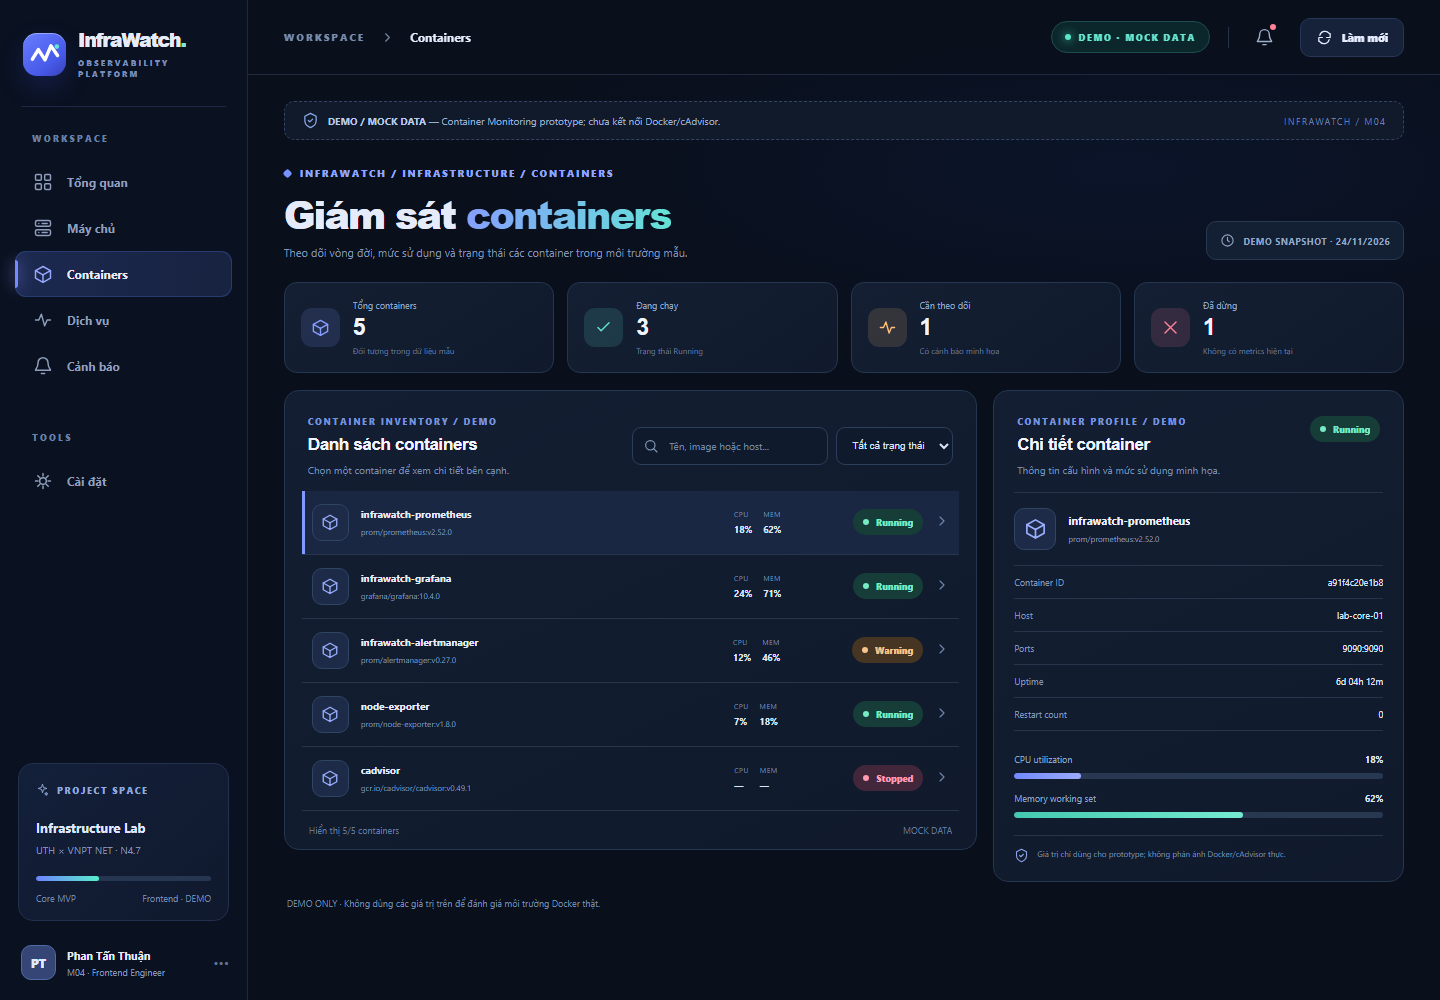 InfraWatch.
OBSERVABILITY
PLATFORM
WORKSPACE
Tổng quan
Máy chủ
Containers
Dịch vụ
Cảnh báo
TOOLS
Cài đặt
PROJECT SPACE
Infrastructure Lab
UTH × VNPT NET · N4.7
Core MVP Frontend · DEMO
PT
Phan Tấn Thuận
M04 · Frontend Engineer
WORKSPACE > Containers
DEMO · MOCK DATA
Làm mới
DEMO / MOCK DATA — Container Monitoring prototype; chưa kết nối Docker/cAdvisor.
INFRAWATCH / M04
INFRAWATCH / INFRASTRUCTURE / CONTAINERS
Giám sát containers
Theo dõi vòng đời, mức sử dụng và trạng thái các container trong môi trường mẫu.
DEMO SNAPSHOT · 24/11/2026
Tổng containers
5
Đối tượng trong dữ liệu mẫu
Đang chạy
3
Trạng thái Running
Cần theo dõi
1
Có cảnh báo minh họa
Đã dừng
1
Không có metrics hiện tại
CONTAINER INVENTORY / DEMO
Danh sách containers
Chọn một container để xem chi tiết bên cạnh.
Tên, image hoặc host...
Tất cả trạng thái
infrawatch-prometheus
prom/prometheus:v2.52.0
CPU MEM
18% 62%
Running
infrawatch-grafana
grafana/grafana:10.4.0
CPU MEM
24% 71%
Running
infrawatch-alertmanager
prom/alertmanager:v0.27.0
CPU MEM
12% 46%
Warning
node-exporter
prom/node-exporter:v1.8.0
CPU MEM
7% 18%
Running
cadvisor
gcr.io/cadvisor/cadvisor:v0.49.1
CPU MEM
— —
Stopped
Hiển thị 5/5 containers
MOCK DATA
CONTAINER PROFILE / DEMO
Chi tiết container
Thông tin cấu hình và mức sử dụng minh họa.
Running
infrawatch-prometheus
prom/prometheus:v2.52.0
Container ID a91f4c20e1b8
Host lab-core-01
Ports 9090:9090
Uptime 6d 04h 12m
Restart count 0
CPU utilization 18%
Memory working set 62%
Giá trị chỉ dùng cho prototype; không phản ánh Docker/cAdvisor thực.
DEMO ONLY · Không dùng các giá trị trên để đánh giá môi trường Docker thật.